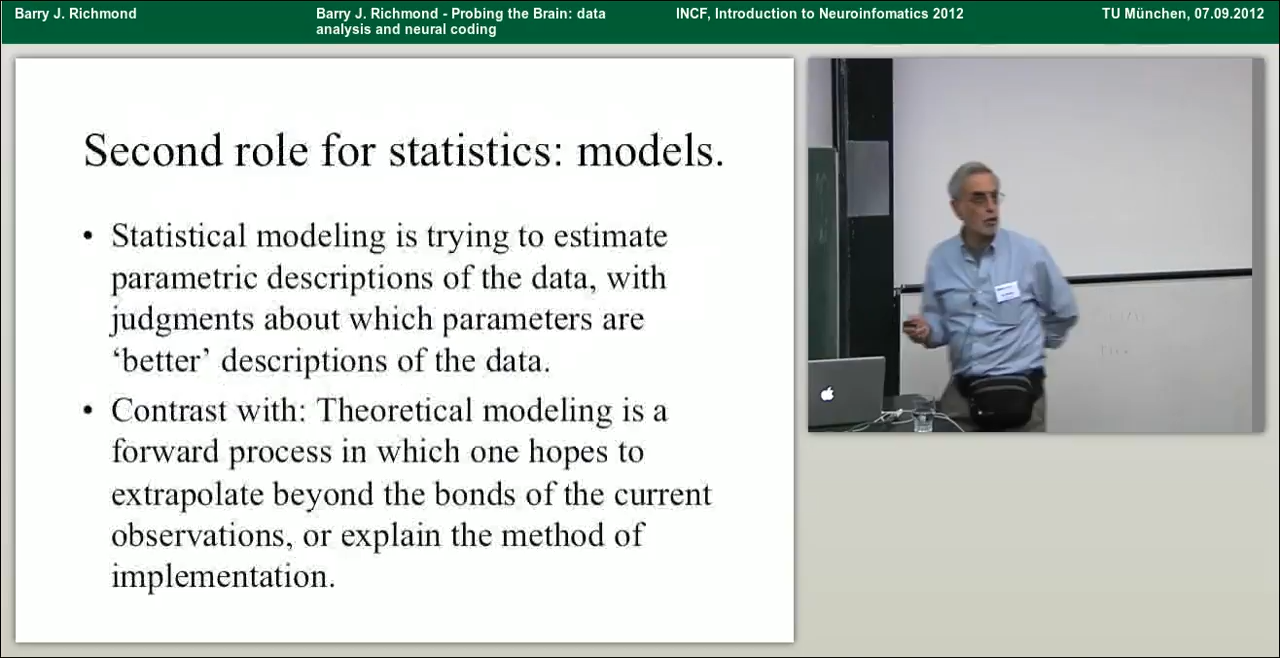 Barry J. Richmond
Barry J. Richmond - Probing the Brain: data
analysis and neural coding
INCF, Introduction to Neuroinfomatics 2012
TU München, 07.09.2012
Second role for statistics: models.
• Statistical modeling is trying to estimate
parametric descriptions of the data, with
judgments about which parameters are
‘better’ descriptions of the data.
• Contrast with: Theoretical modeling is a
forward process in which one hopes to
extrapolate beyond the bonds of the current
observations, or explain the method of
implementation.